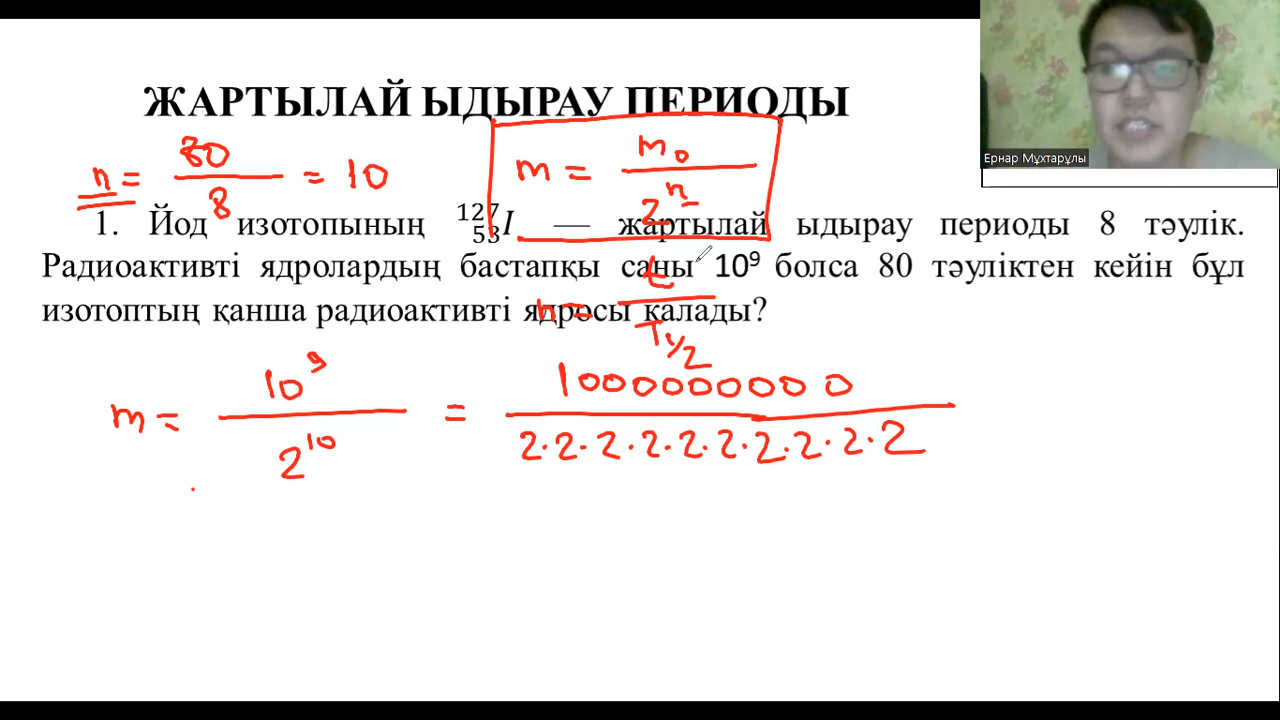 ЖАРТЫЛАЙ ЫДЫРАУ ПЕРИОДЫ
Ернар Мұхтарұлы
n = 80/8 = 10
m = m₀/2ⁿ
1. Йод изотопының ¹²⁷₅₃I — жартылай ыдырау периоды 8 тәулік.
Радиоактивті ядролардың бастапқы саны 10⁹ болса 80 тәуліктен кейін бұл
изотоптың қанша радиоактивті ядросы қалады?
n = t/T1/2
m = 10⁹/2¹⁰ = 1000000000/2·2·2·2·2·2·2·2·2·2